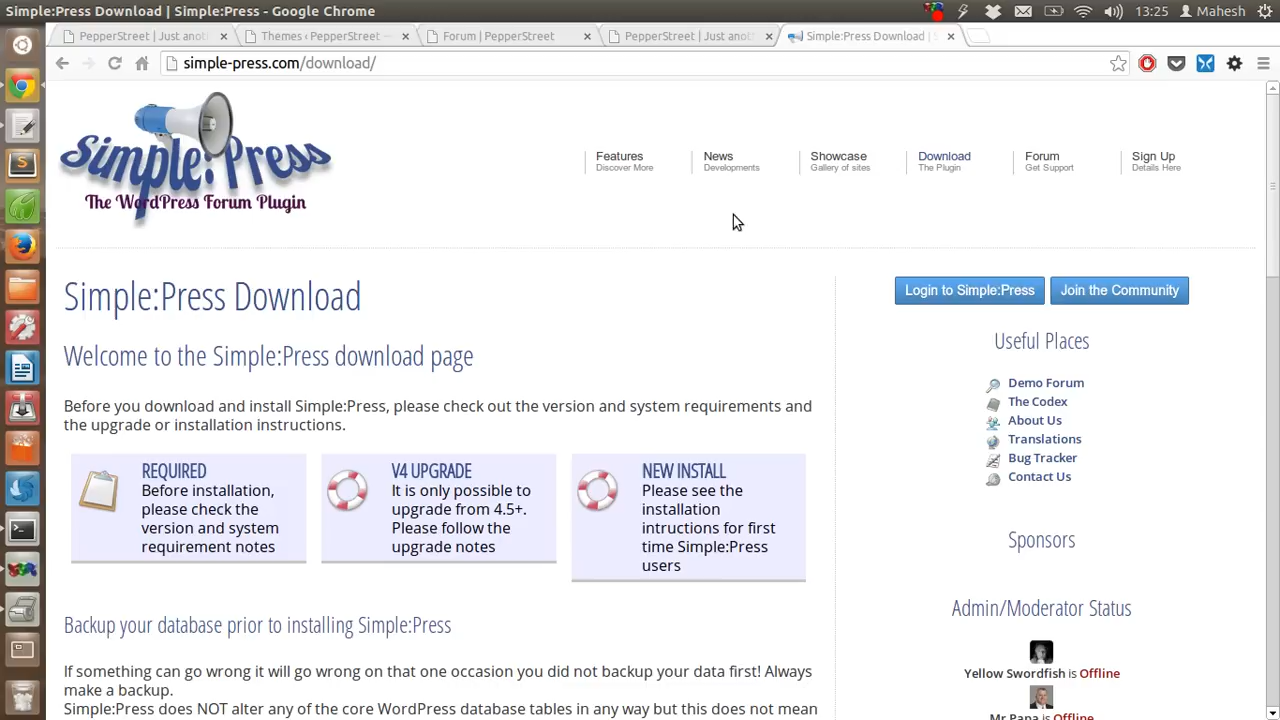 Simple:Press Download | Simple:Press - Google Chrome
13:25
Mahesh
PepperStreet | Just anot
Themes ‹ PepperStreet —
Forum | PepperStreet
PepperStreet | Just anot
Simple:Press Download | S
simple-press.com/download/
Simple:Press
The WordPress Forum Plugin
Features
Discover More
News
Developments
Showcase
Gallery of sites
Download
The Plugin
Forum
Get Support
Sign Up
Details Here
Simple:Press Download
Welcome to the Simple:Press download page
Before you download and install Simple:Press, please check out the version and system requirements and
the upgrade or installation instructions.
REQUIRED
Before installation,
please check the
version and system
requirement notes
V4 UPGRADE
It is only possible to
upgrade from 4.5+.
Please follow the
upgrade notes
NEW INSTALL
Please see the
installation
intructions for first
time Simple:Press
users
Backup your database prior to installing Simple:Press
If something can go wrong it will go wrong on that one occasion you did not backup your data first! Always
make a backup.
Simple:Press does NOT alter any of the core WordPress database tables in any way but this does not mean
Login to Simple:Press
Join the Community
Useful Places
Demo Forum
The Codex
About Us
Translations
Bug Tracker
Contact Us
Sponsors
Admin/Moderator Status
Yellow Swordfish is Offline
Mr Papa is Offline